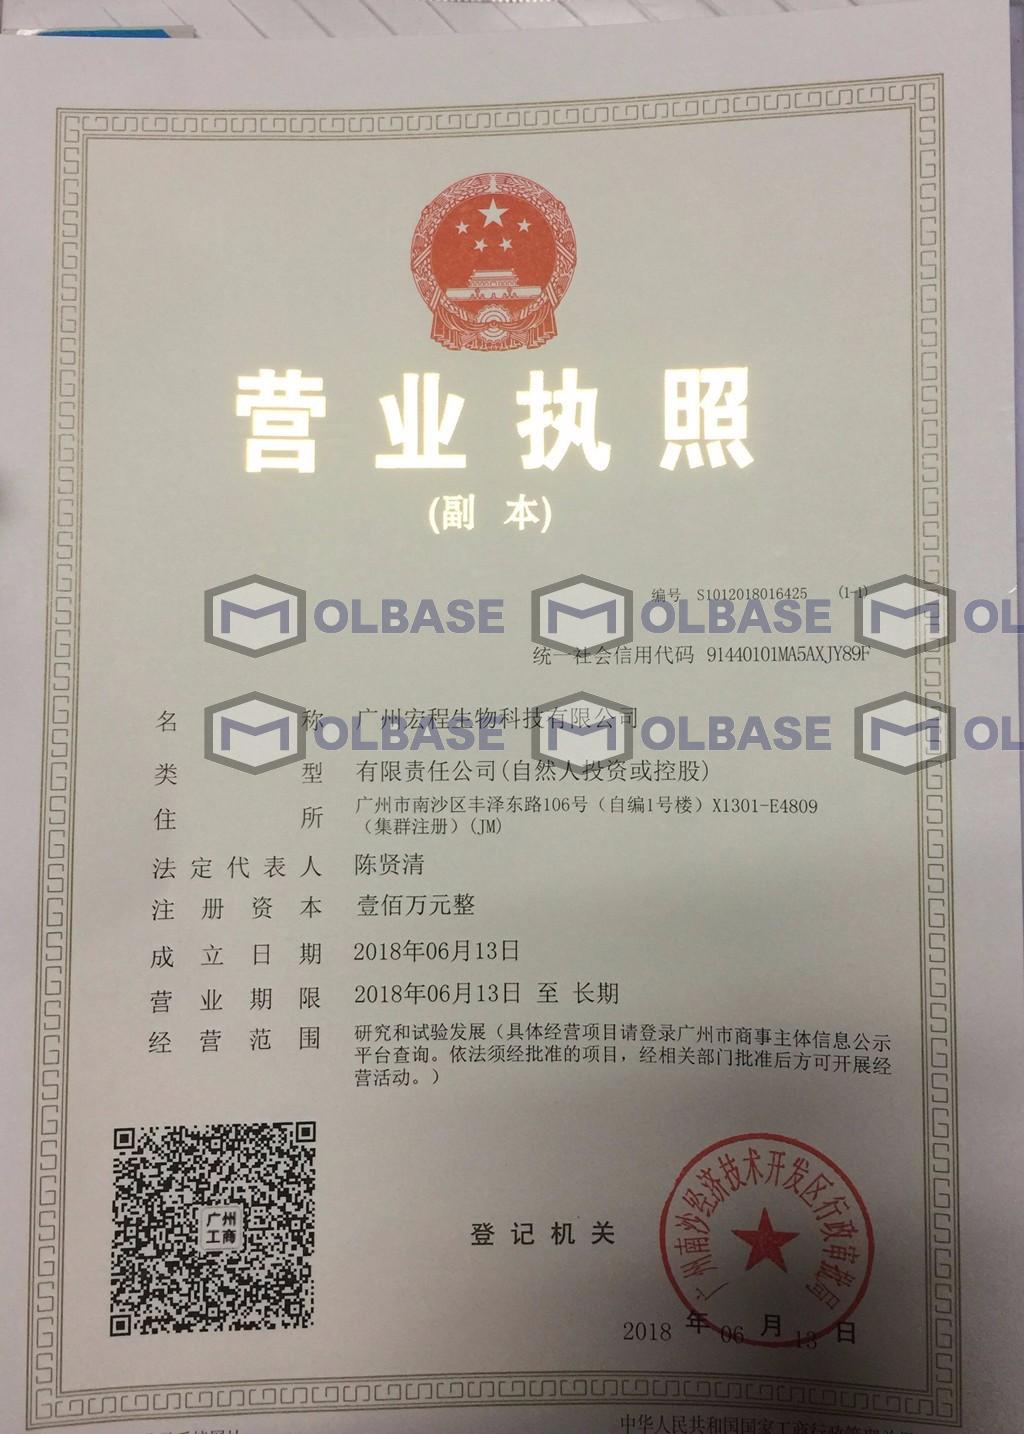 营业执照
(副 本)
编号 S1012018016425 (1-1)
MOLBASE MOLBASE MOLBASE
统一社会信用代码 91440101MA5AXJY89F
名 称 广州宏程生物科技有限公司
MOLBASE MOLBASE MOLBASE
类 型 有限责任公司(自然人投资或控股)
住 所 广州市南沙区丰泽东路106号（自编1号楼）X1301-E4809
（集群注册）(JM)
法定代表人 陈贤清
注册资本 壹佰万元整
成立日期 2018年06月13日
营业期限 2018年06月13日 至 长期
经营范围 研究和试验发展（具体经营项目请登录广州市商事主体信息公示
平台查询。依法须经批准的项目，经相关部门批准后方可开展经
营活动。）
广州
工商
登记机关
广州南沙经济技术开发区行政审批局
2018 年 06 月 13 日
中华人民共和国国家工商行政管理总局